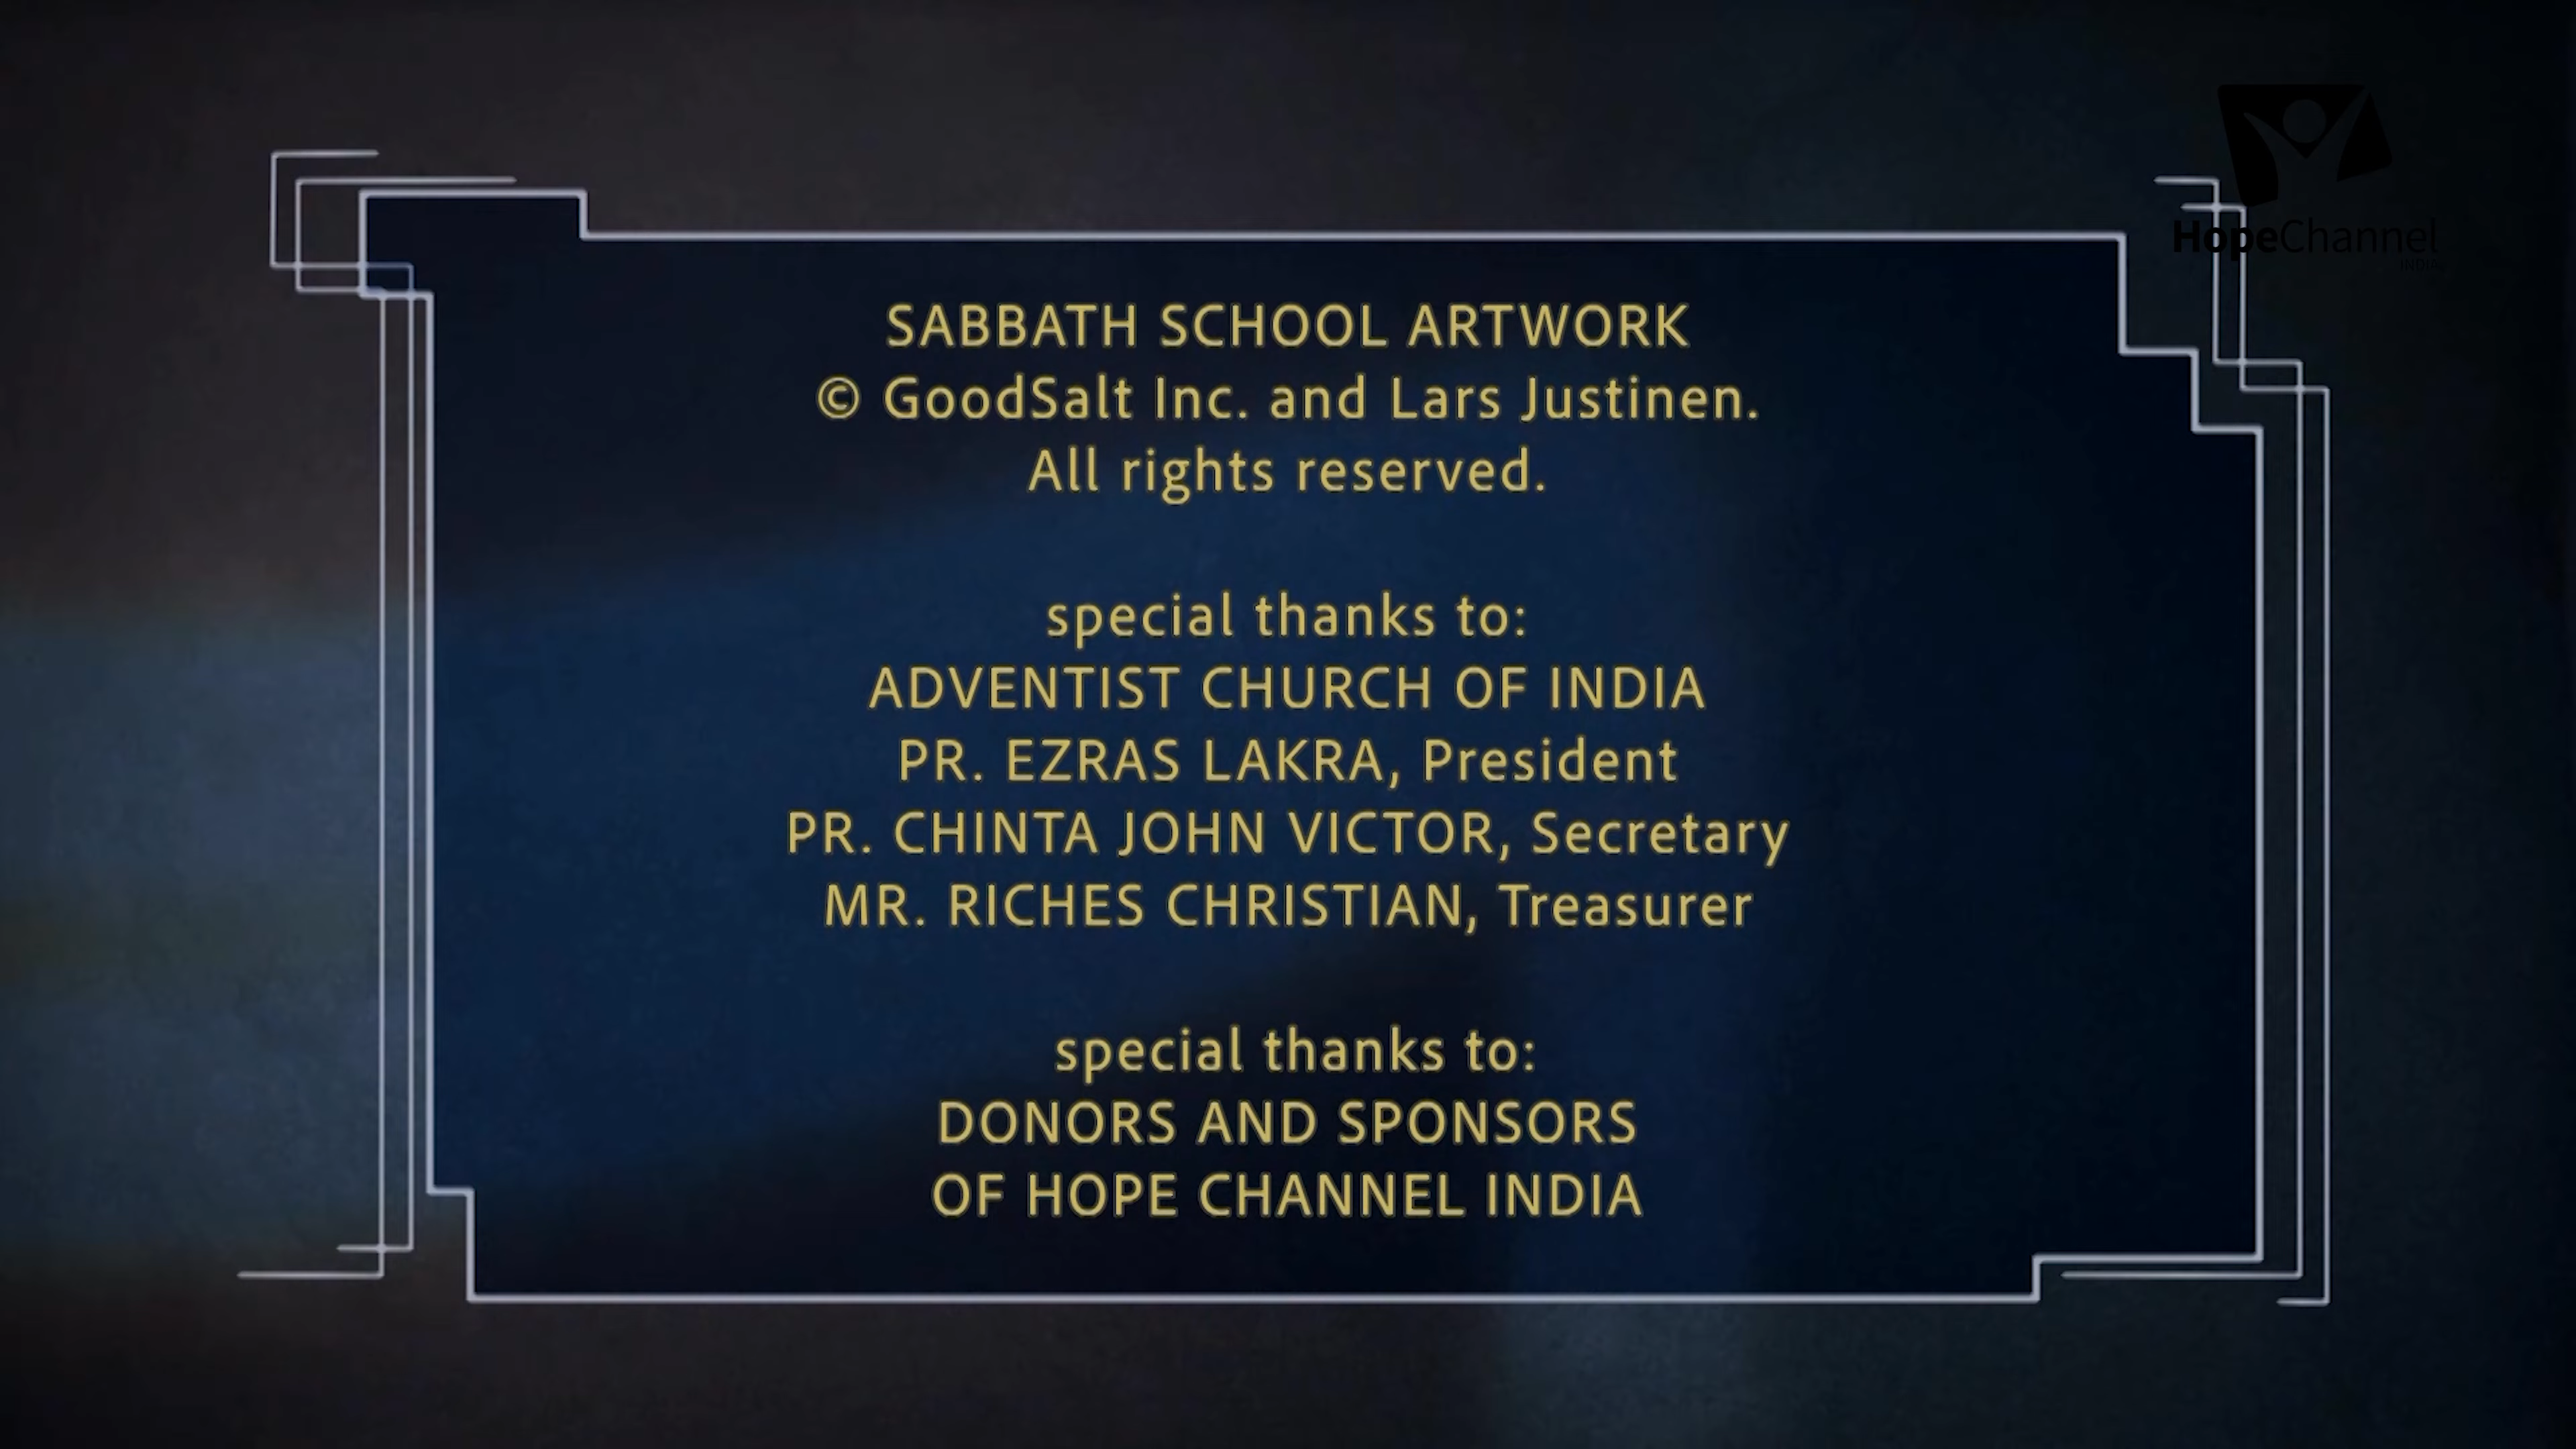 HopeChannel
INDIA
SABBATH SCHOOL ARTWORK
© GoodSalt Inc. and Lars Justinen.
All rights reserved.
special thanks to:
ADVENTIST CHURCH OF INDIA
PR. EZRAS LAKRA, President
PR. CHINTA JOHN VICTOR, Secretary
MR. RICHES CHRISTIAN, Treasurer
special thanks to:
DONORS AND SPONSORS
OF HOPE CHANNEL INDIA